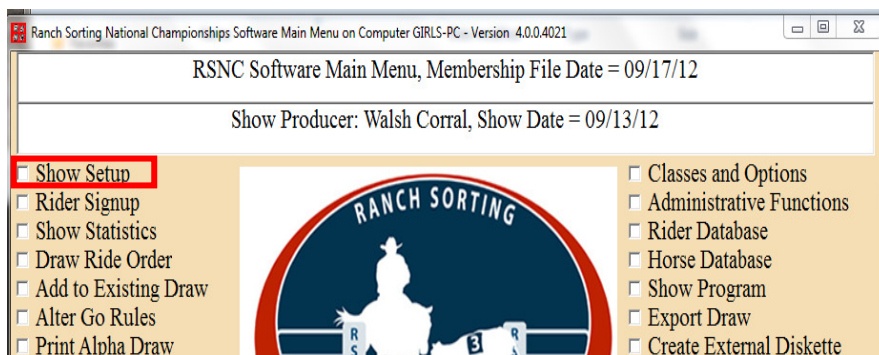 Ranch Sorting National Championships Software Main Menu on Computer GIRLS-PC - Version 4.0.0.4021
RSNC Software Main Menu, Membership File Date = 09/17/12
Show Producer: Walsh Corral, Show Date = 09/13/12
Show Setup
Rider Signup
Show Statistics
Draw Ride Order
Add to Existing Draw
Alter Go Rules
Print Alpha Draw
RANCH SORTING
R
S
3
R
Classes and Options
Administrative Functions
Rider Database
Horse Database
Show Program
Export Draw
Create External Diskette